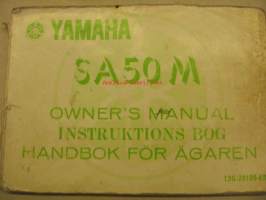 YAMAHA
SA50M
OWNER'S MANUAL
INSTRUKTIONS BOG
HANDBOK FÖR ÄGAREN